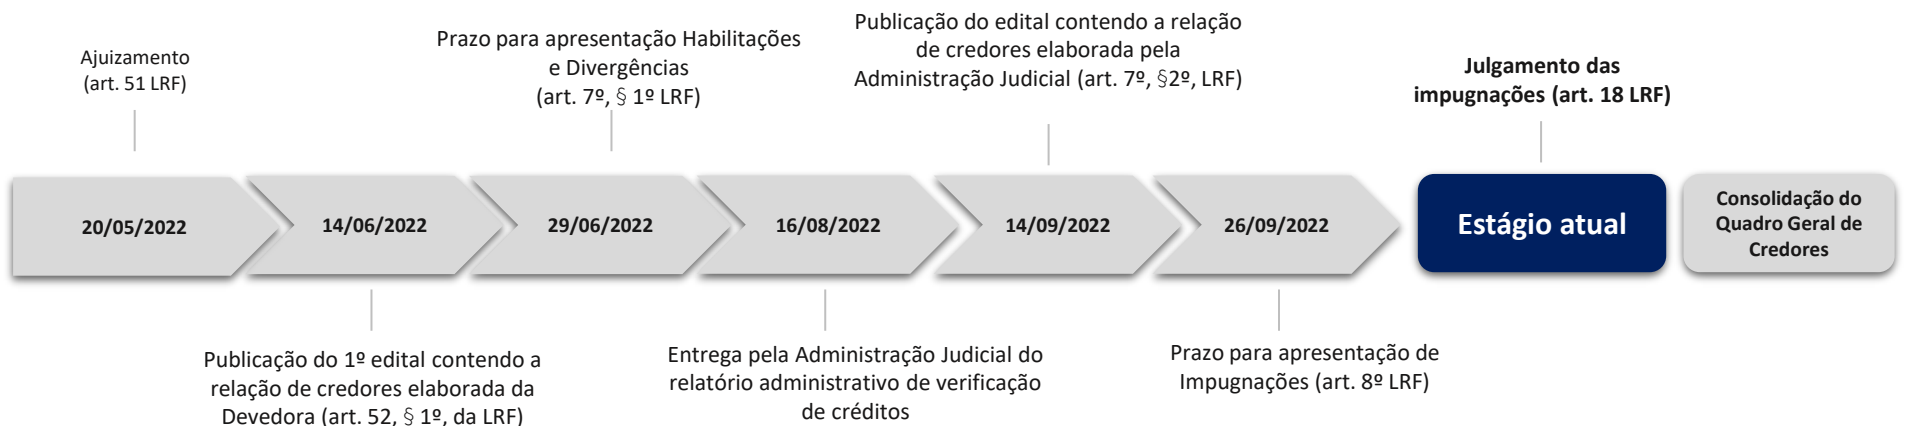 Ajuizamento
(art. 51 LRF)
Prazo para apresentação Habilitações
e Divergências
(art. 7º, § 1º LRF)
Publicação do edital contendo a relação
de credores elaborada pela
Administração Judicial (art. 7º, §2º, LRF)
Julgamento das
impugnações (art. 18 LRF)
20/05/2022
14/06/2022
29/06/2022
16/08/2022
14/09/2022
26/09/2022
Estágio atual
Consolidação do
Quadro Geral de
Credores
Publicação do 1º edital contendo a
relação de credores elaborada da
Devedora (art. 52, § 1º, da LRF)
Entrega pela Administração Judicial do
relatório administrativo de verificação
de créditos
Prazo para apresentação de
Impugnações (art. 8º LRF)